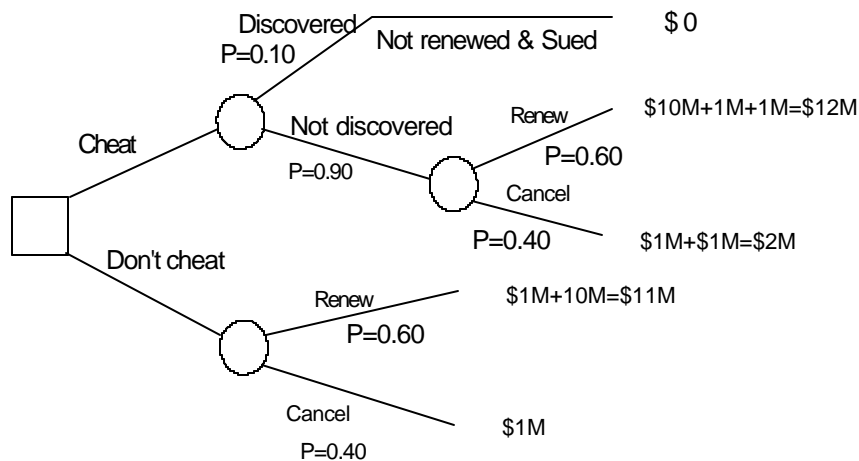 Discovered
P=0.10
Not renewed & Sued
$ 0
Cheat
Not discovered
P=0.90
Renew
P=0.60
$10M+1M+1M=$12M
Cancel
P=0.40
$1M+$1M=$2M
Don't cheat
Renew
P=0.60
$1M+10M=$11M
Cancel
P=0.40
$1M